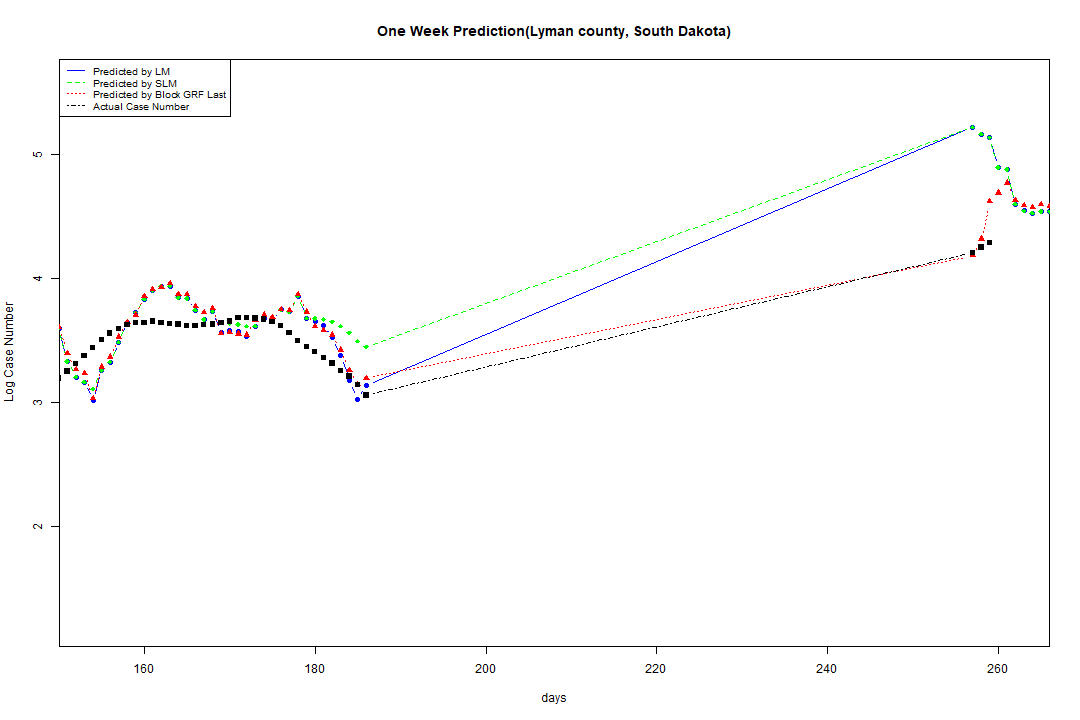 One Week Prediction(Lyman county, South Dakota)
Predicted by LM
Predicted by SLM
Predicted by Block GRF Last
Actual Case Number
5
4
3
2
Log Case Number
160 180 200 220 240 260
days